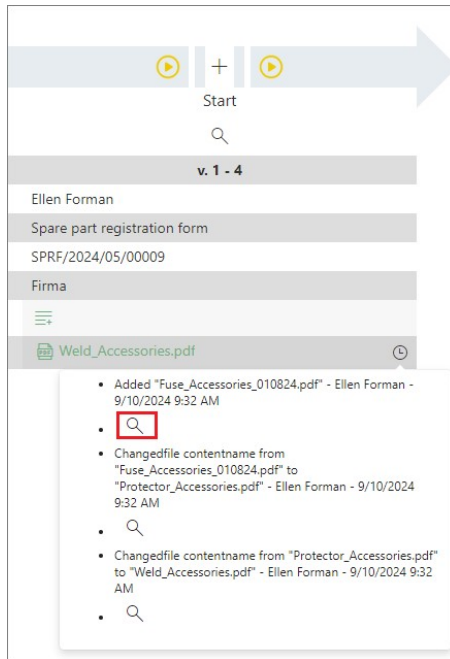 Start
v. 1 - 4
Ellen Forman
Spare part registration form
SPRF/2024/05/00009
Firma
Weld_Accessories.pdf
Added "Fuse_Accessories_010824.pdf" - Ellen Forman -
9/10/2024 9:32 AM
Changedfile contentname from
"Fuse_Accessories_010824.pdf" to
"Protector_Accessories.pdf" - Ellen Forman - 9/10/2024
9:32 AM
Changedfile contentname from "Protector_Accessories.pdf"
to "Weld_Accessories.pdf" - Ellen Forman - 9/10/2024 9:32
AM